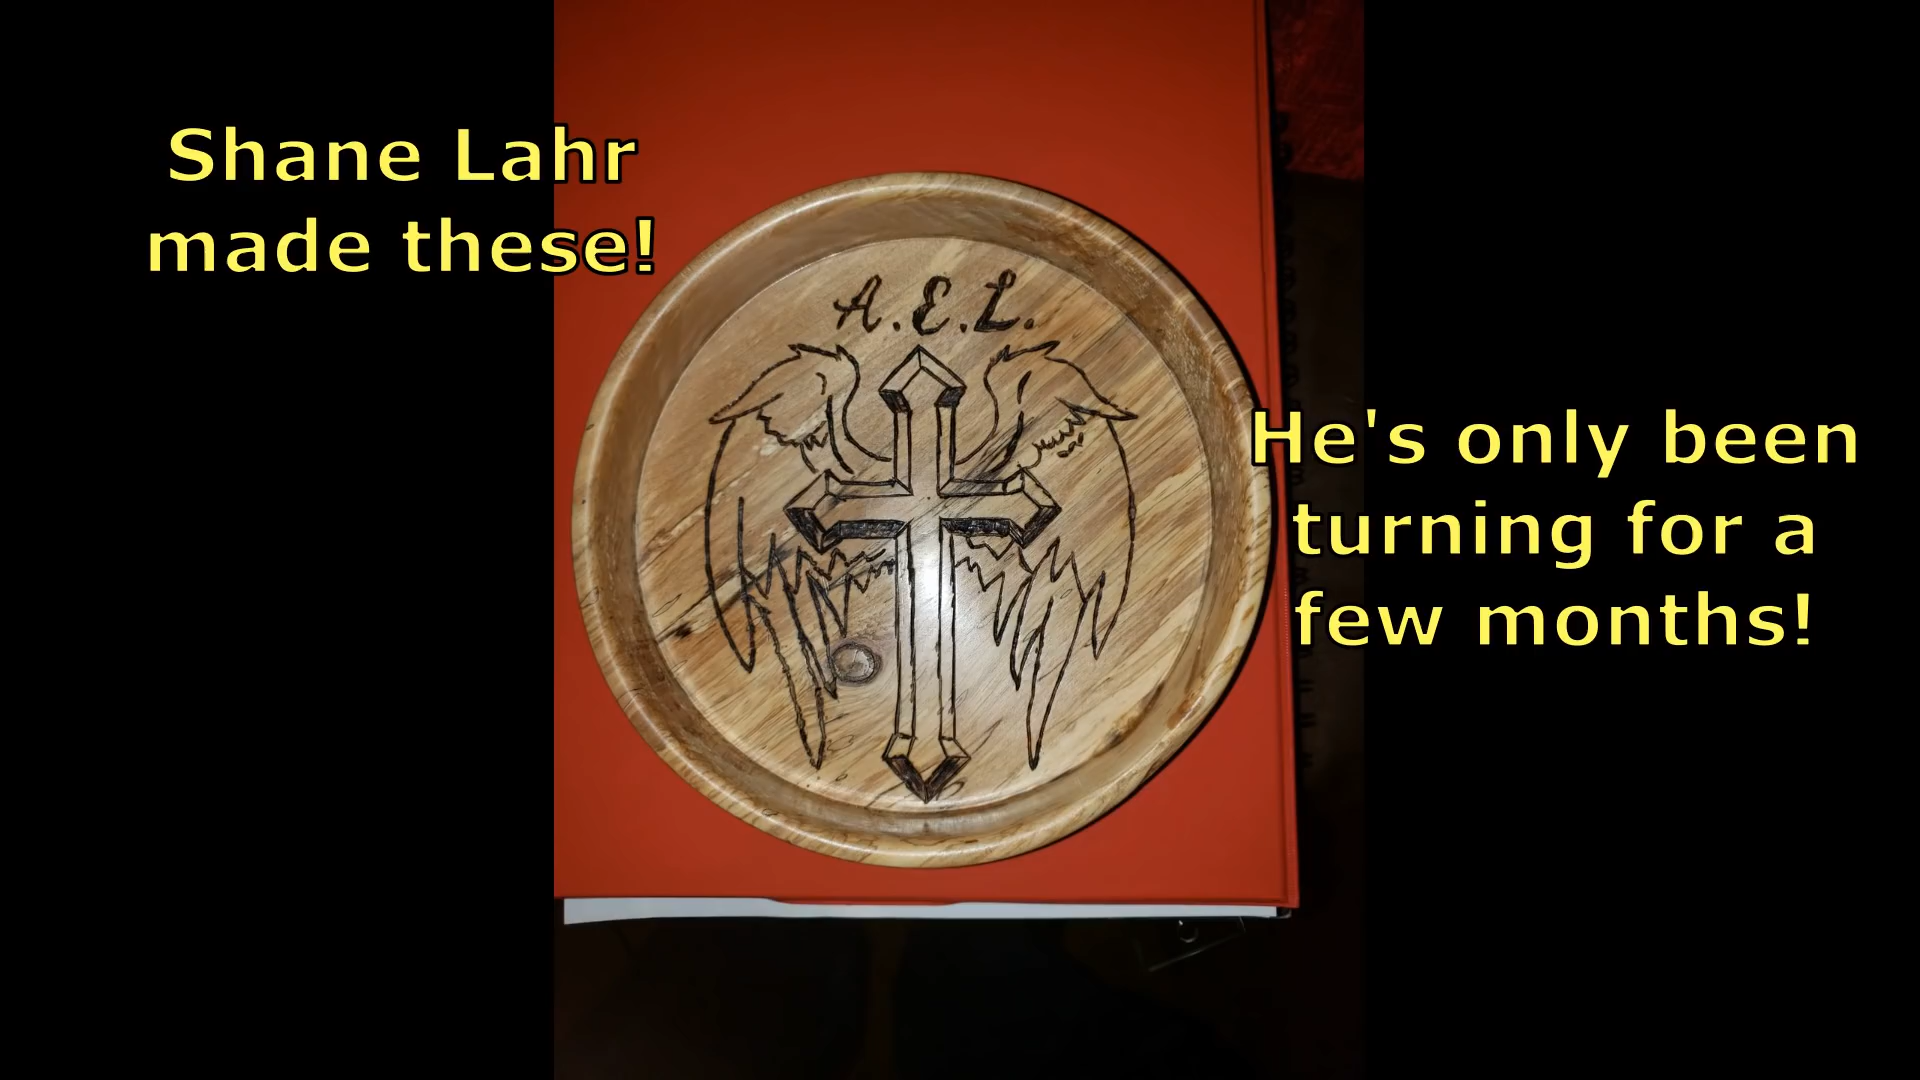 Shane Lahr
made these!
A.E.L.
He's only been
turning for a
few months!